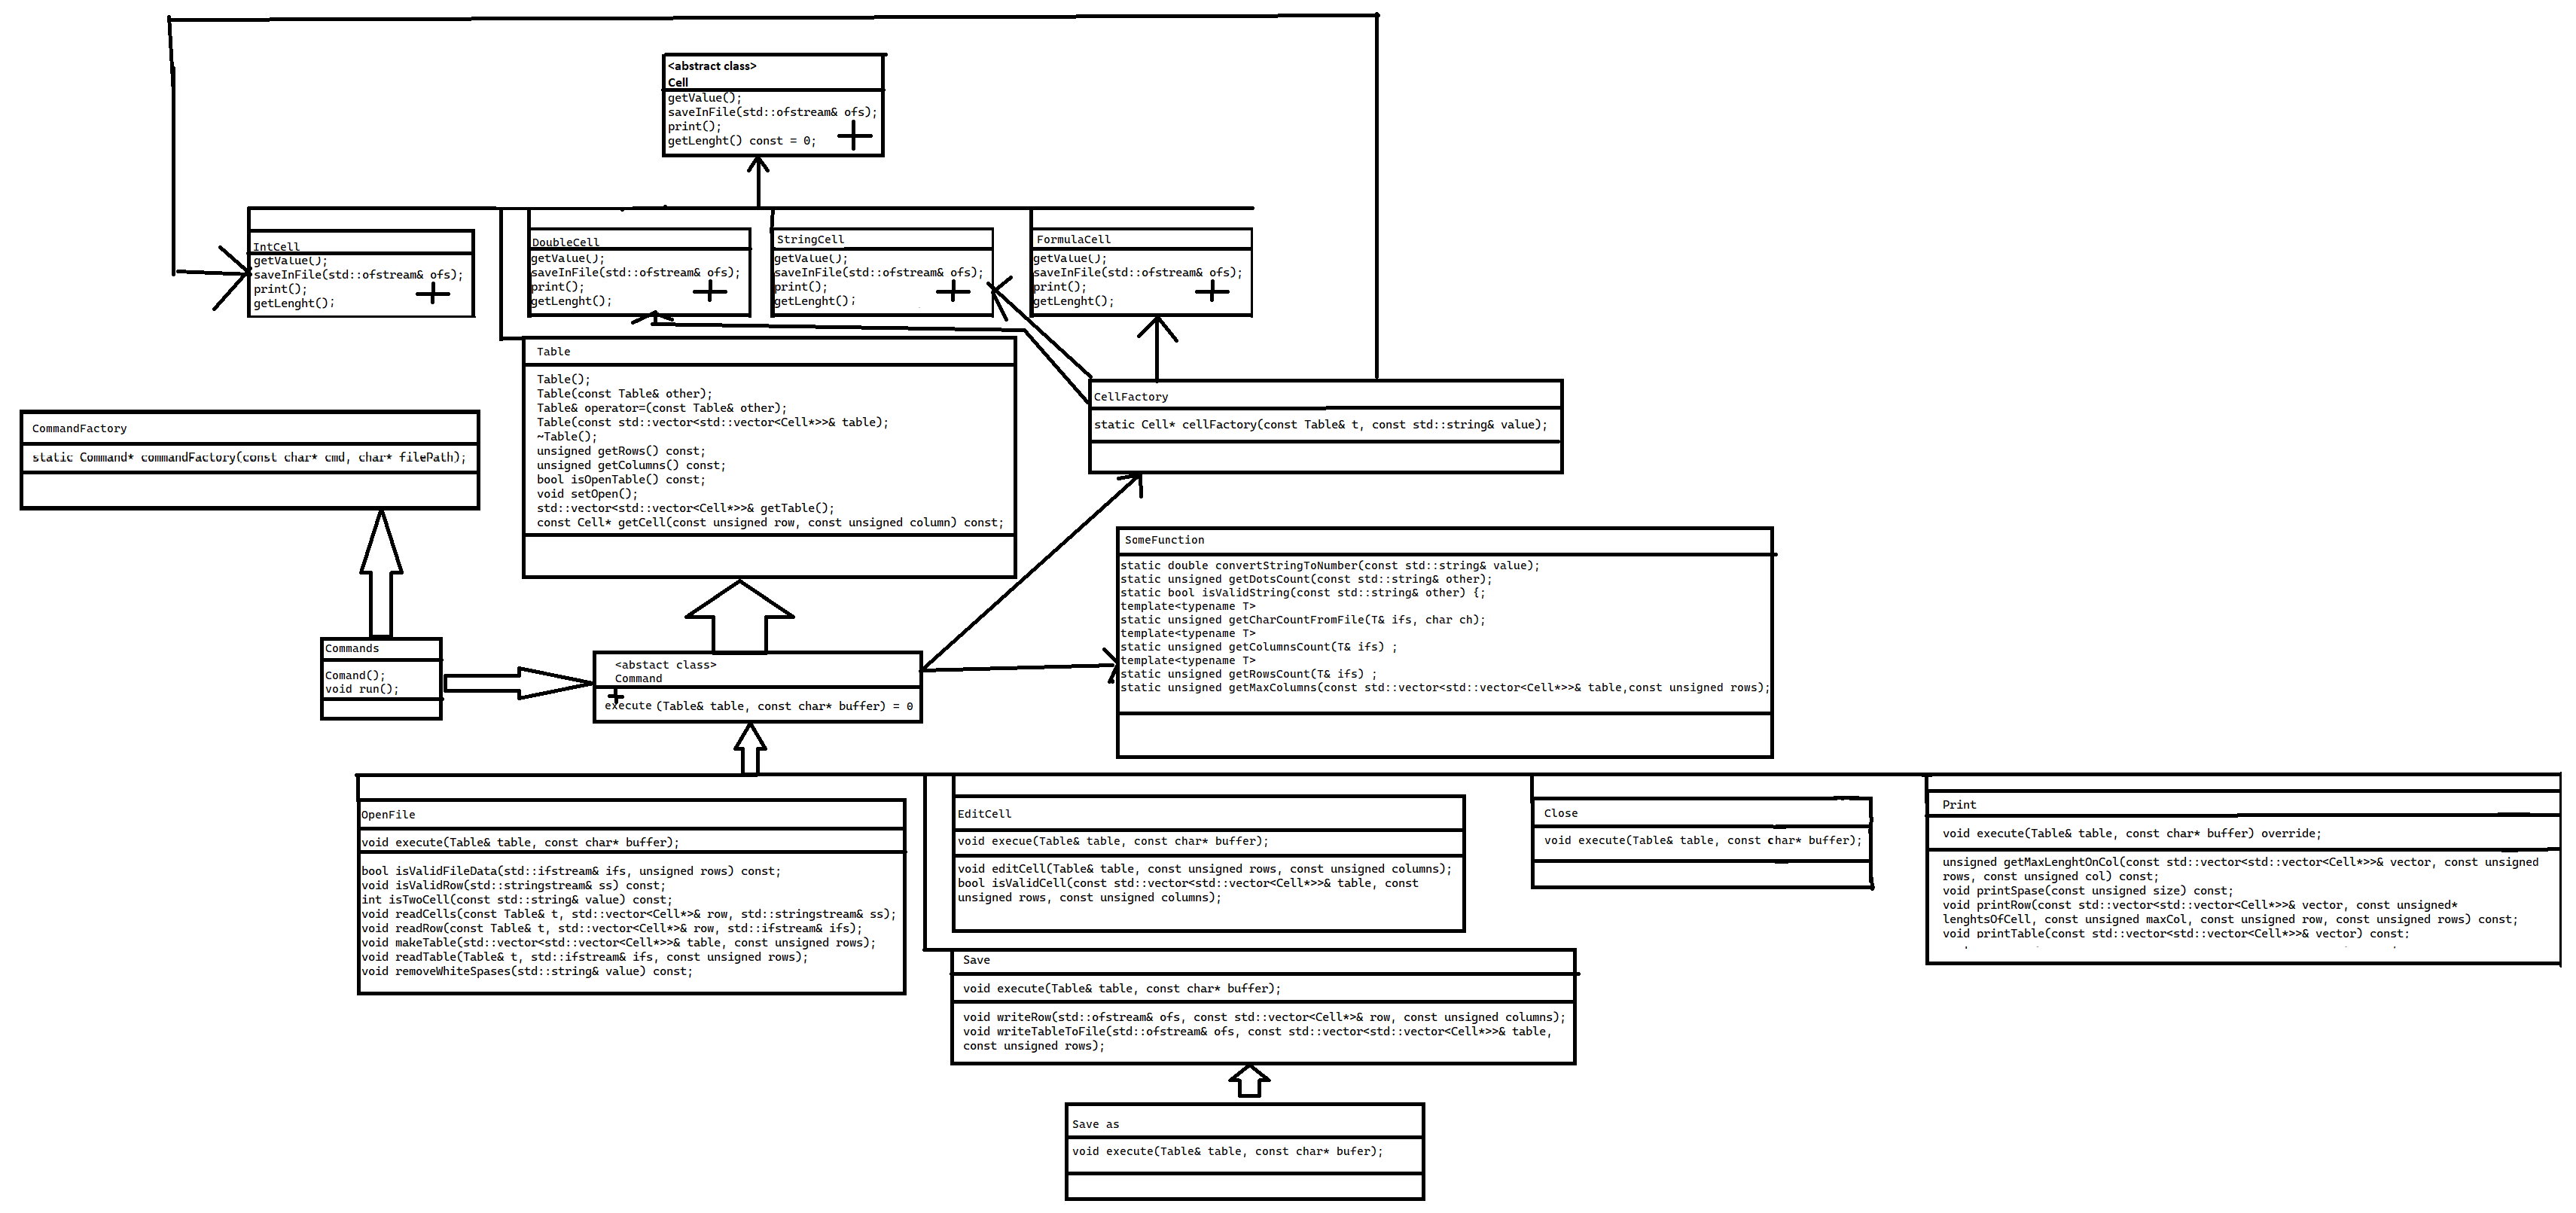 <abstract class>
Cell
getValue();
saveInFile(std::ofstream& ofs);
print();
getLenght() const = 0;
IntCell
getValue();
saveInFile(std::ofstream& ofs);
print();
getLenght();
DoubleCell
getValue();
saveInFile(std::ofstream& ofs);
print();
getLenght();
StringCell
getValue();
saveInFile(std::ofstream& ofs);
print();
getLenght();
FormulaCell
getValue();
saveInFile(std::ofstream& ofs);
print();
getLenght();
Table
Table();
Table(const Table& other);
Table& operator=(const Table& other);
Table(const std::vector<std::vector<Cell*>>& table);
~Table();
unsigned getRows() const;
unsigned getColumns() const;
bool isOpenTable() const;
void setOpen();
std::vector<std::vector<Cell*>>& getTable();
const Cell* getCell(const unsigned row, const unsigned column) const;
CellFactory
static Cell* cellFactory(const Table& t, const std::string& value);
CommandFactory
static Command* commandFactory(const char* cmd, char* filePath);
SomeFunction
static double convertStringToNumber(const std::string& value);
static unsigned getDotsCount(const std::string& other);
static bool isValidString(const std::string& other) {;
template<typename T>
static unsigned getCharCountFromFile(T& ifs, char ch);
template<typename T>
static unsigned getColumnsCount(T& ifs) ;
template<typename T>
static unsigned getRowsCount(T& ifs) ;
static unsigned getMaxColumns(const std::vector<std::vector<Cell*>>& table,const unsigned rows);
Commands
Comand();
void run();
<abstact class>
Command
execute (Table& table, const char* buffer) = 0
OpenFile
void execute(Table& table, const char* buffer);
bool isValidFileData(std::ifstream& ifs, unsigned rows) const;
void isValidRow(std::stringstream& ss) const;
int isTwoCell(const std::string& value) const;
void readCells(const Table& t, std::vector<Cell*>& row, std::stringstream& ss);
void readRow(const Table& t, std::vector<Cell*>& row, std::ifstream& ifs);
void makeTable(std::vector<std::vector<Cell*>>& table, const unsigned rows);
void readTable(Table& t, std::ifstream& ifs, const unsigned rows);
void removeWhiteSpases(std::string& value) const;
EditCell
void execue(Table& table, const char* buffer);
void editCell(Table& table, const unsigned rows, const unsigned columns);
bool isValidCell(const std::vector<std::vector<Cell*>>& table, const
unsigned rows, const unsigned columns);
Close
void execute(Table& table, const char* buffer);
Print
void execute(Table& table, const char* buffer) override;
unsigned getMaxLenghtOnCol(const std::vector<std::vector<Cell*>>& vector, const unsigned
rows, const unsigned col) const;
void printSpase(const unsigned size) const;
void printRow(const std::vector<std::vector<Cell*>>& vector, const unsigned*
lenghtsOfCell, const unsigned maxCol, const unsigned row, const unsigned rows) const;
void printTable(const std::vector<std::vector<Cell*>>& vector) const;
Save
void execute(Table& table, const char* buffer);
void writeRow(std::ofstream& ofs, const std::vector<Cell*>& row, const unsigned columns);
void writeTableToFile(std::ofstream& ofs, const std::vector<std::vector<Cell*>>& table,
const unsigned rows);
Save as
void execute(Table& table, const char* bufer);